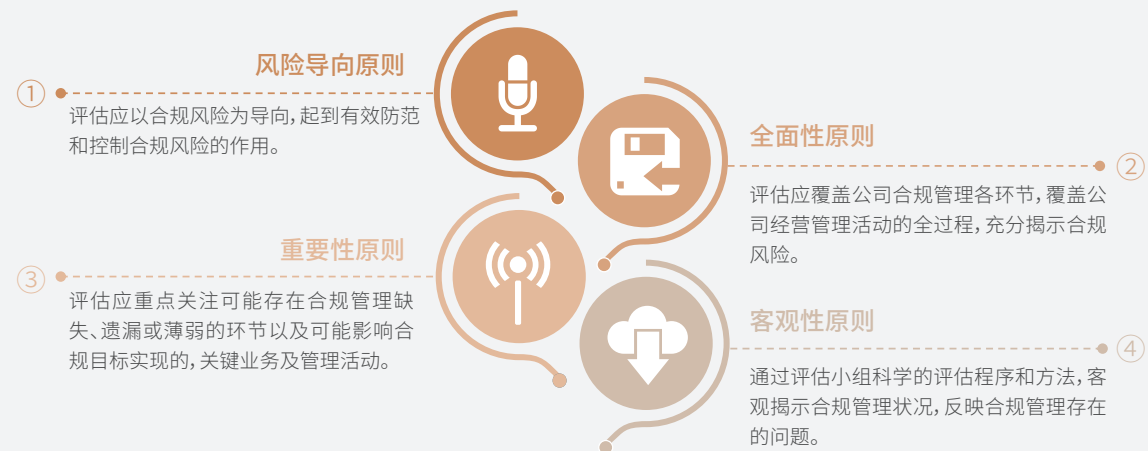 ①
风险导向原则
评估应以合规风险为导向,起到有效防范
和控制合规风险的作用。
全面性原则
②
评估应覆盖公司合规管理各环节,覆盖公
司经营管理活动的全过程,充分揭示合规
风险。
重要性原则
③
评估应重点关注可能存在合规管理缺
失、遗漏或薄弱的环节以及可能影响合
规目标实现的,关键业务及管理活动。
客观性原则
④
通过评估小组科学的评估程序和方法,客
观揭示合规管理状况,反映合规管理存在
的问题。